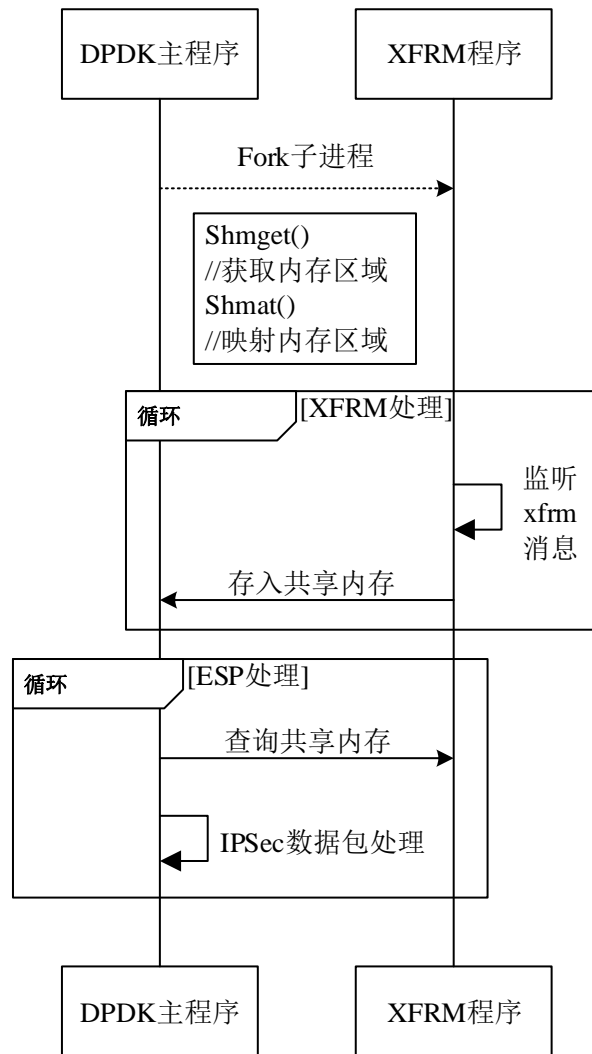 DPDK主程序
XFRM程序
Fork子进程
Shmget()
//获取内存区域
Shmat()
//映射内存区域
循环
[XFRM处理]
监听
xfrm
消息
存入共享内存
循环
[ESP处理]
查询共享内存
IPSec数据包处理
DPDK主程序
XFRM程序